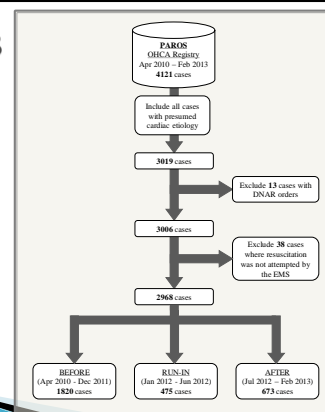 PAROS
OHCA Registry
Apr 2010 – Feb 2013
4121 cases
Include all cases
with presumed
cardiac etiology
3019 cases
Exclude 13 cases with
DNAR orders
3006 cases
Exclude 38 cases
where resuscitation
was not attempted by
the EMS
2968 cases
BEFORE
(Apr 2010 - Dec 2011)
1820 cases
RUN-IN
(Jan 2012 - Jun 2012)
475 cases
AFTER
(Jul 2012 – Feb 2013)
673 cases